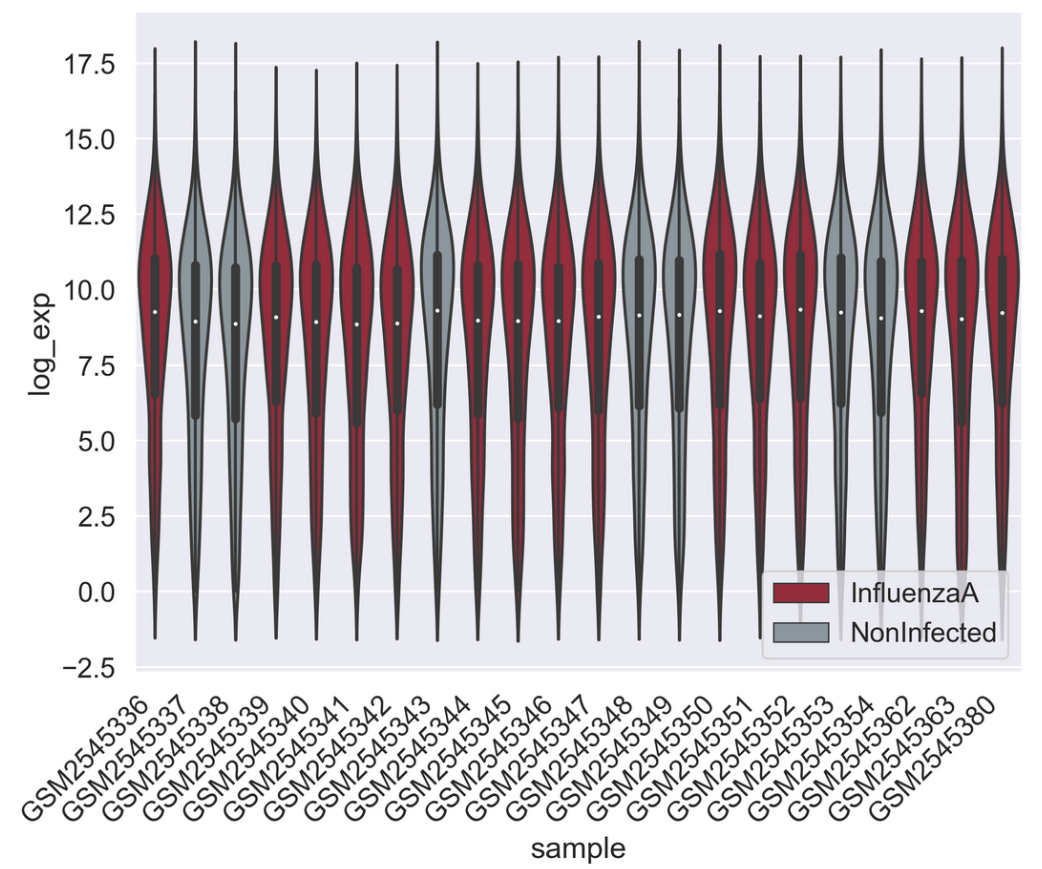 17.5
15.0
12.5
10.0
7.5
5.0
2.5
0.0
−2.5
log_exp
InfluenzaA
NonInfected
GSM2545336
GSM2545337
GSM2545338
GSM2545339
GSM2545340
GSM2545341
GSM2545342
GSM2545343
GSM2545344
GSM2545345
GSM2545346
GSM2545347
GSM2545348
GSM2545349
GSM2545350
GSM2545351
GSM2545352
GSM2545353
GSM2545354
GSM2545362
GSM2545363
GSM2545380
sample